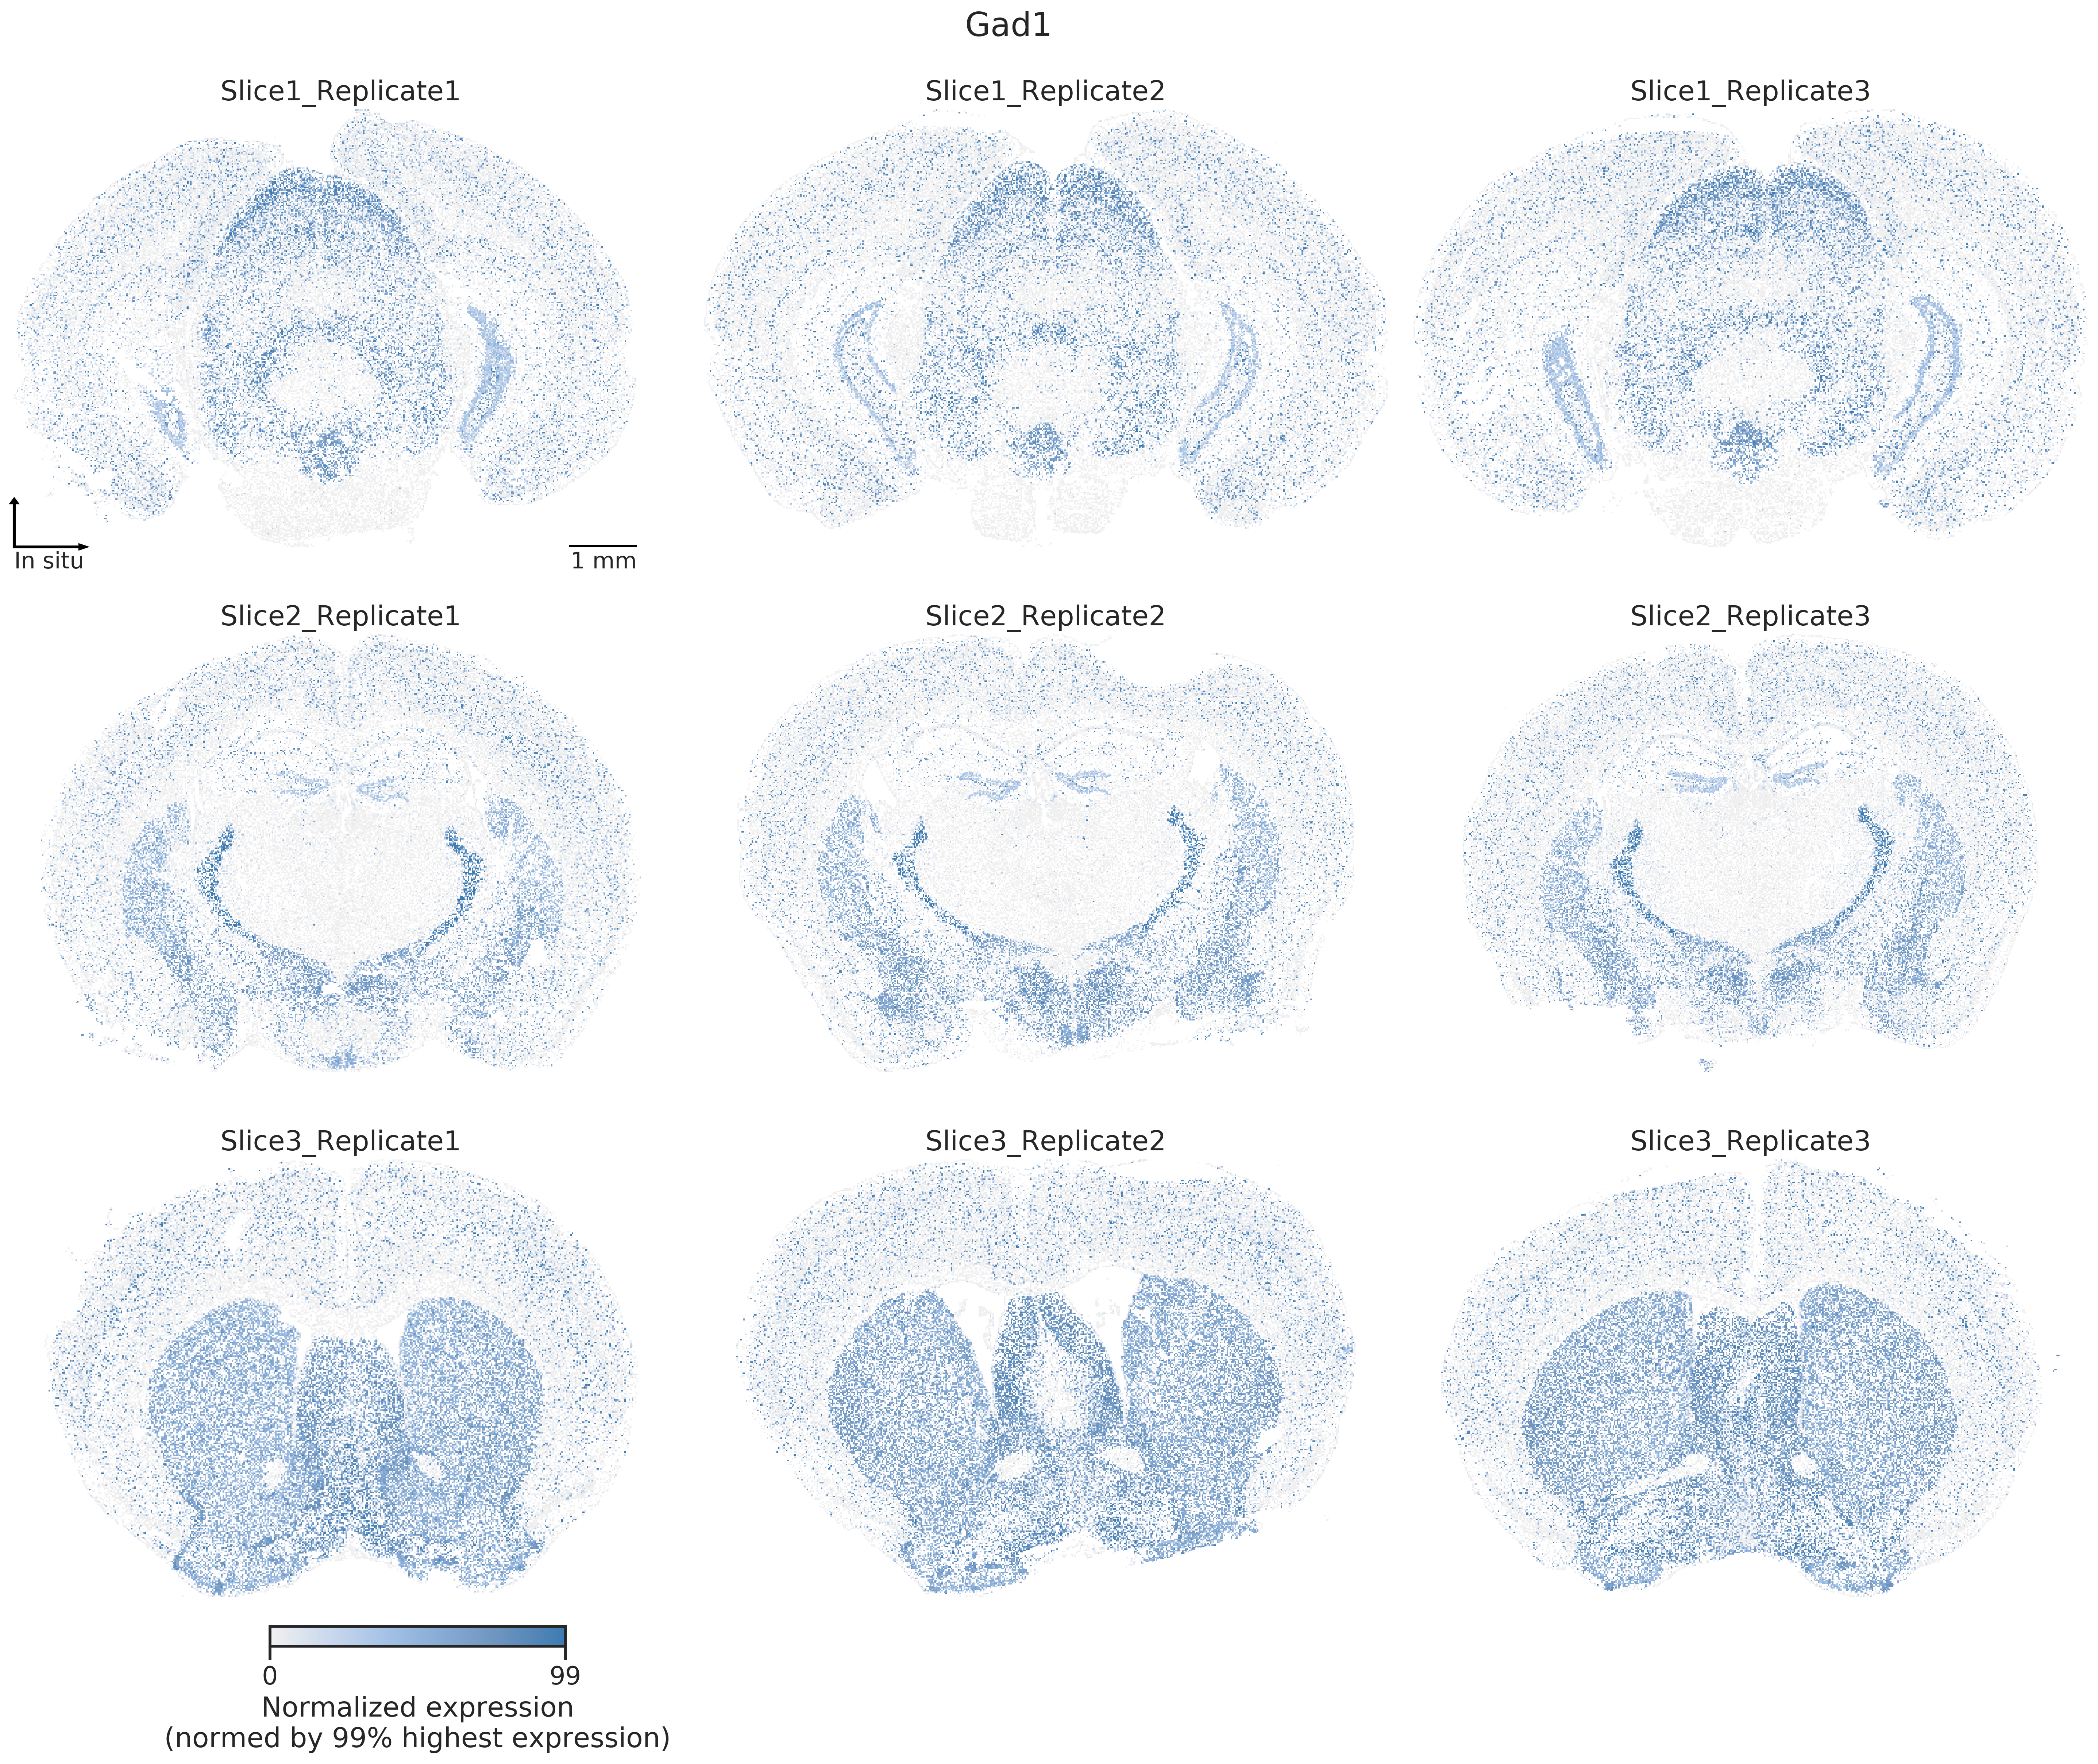 Gad1
Slice1_Replicate1
Slice1_Replicate2
Slice1_Replicate3
In situ
1 mm
Slice2_Replicate1
Slice2_Replicate2
Slice2_Replicate3
Slice3_Replicate1
Slice3_Replicate2
Slice3_Replicate3
0
99
Normalized expression
(normed by 99% highest expression)